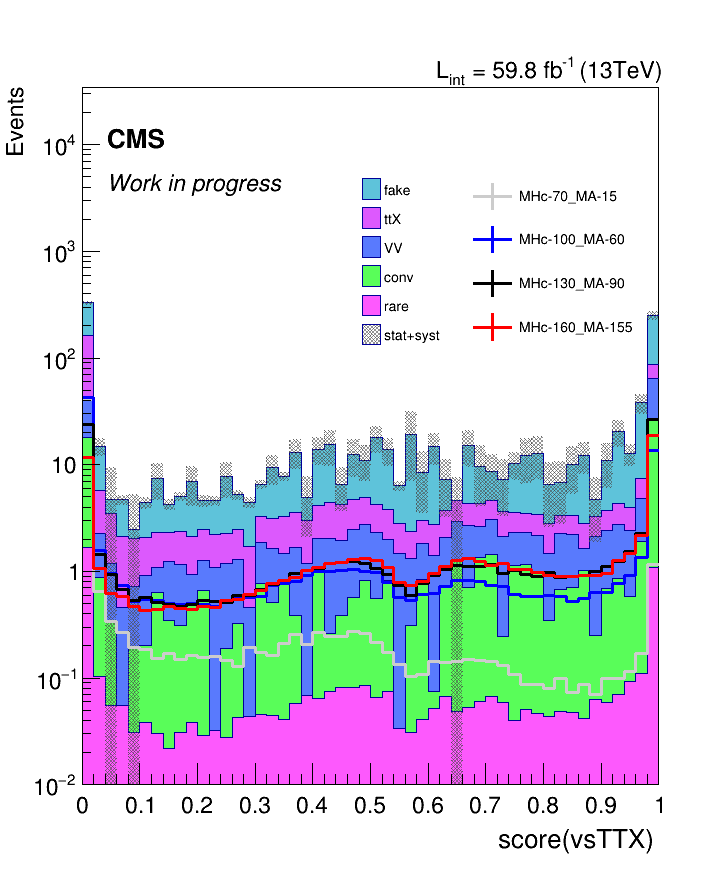 L_int = 59.8 fb^-1 (13TeV)
Events
CMS
Work in progress
fake
ttX
VV
conv
rare
stat+syst
MHc-70_MA-15
MHc-100_MA-60
MHc-130_MA-90
MHc-160_MA-155
10^4
10^3
10^2
10
1
10^−1
10^−2
0 0.1 0.2 0.3 0.4 0.5 0.6 0.7 0.8 0.9 1
score(vsTTX)